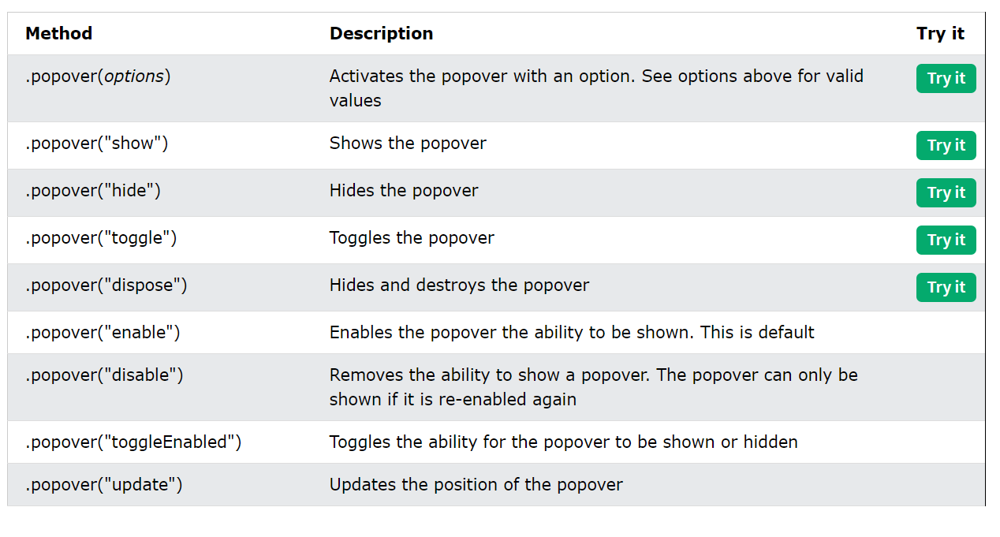 Method Description Try it
.popover(options) Activates the popover with an option. See options above for valid Try it
values
.popover("show") Shows the popover Try it
.popover("hide") Hides the popover Try it
.popover("toggle") Toggles the popover Try it
.popover("dispose") Hides and destroys the popover Try it
.popover("enable") Enables the popover the ability to be shown. This is default
.popover("disable") Removes the ability to show a popover. The popover can only be
shown if it is re-enabled again
.popover("toggleEnabled") Toggles the ability for the popover to be shown or hidden
.popover("update") Updates the position of the popover